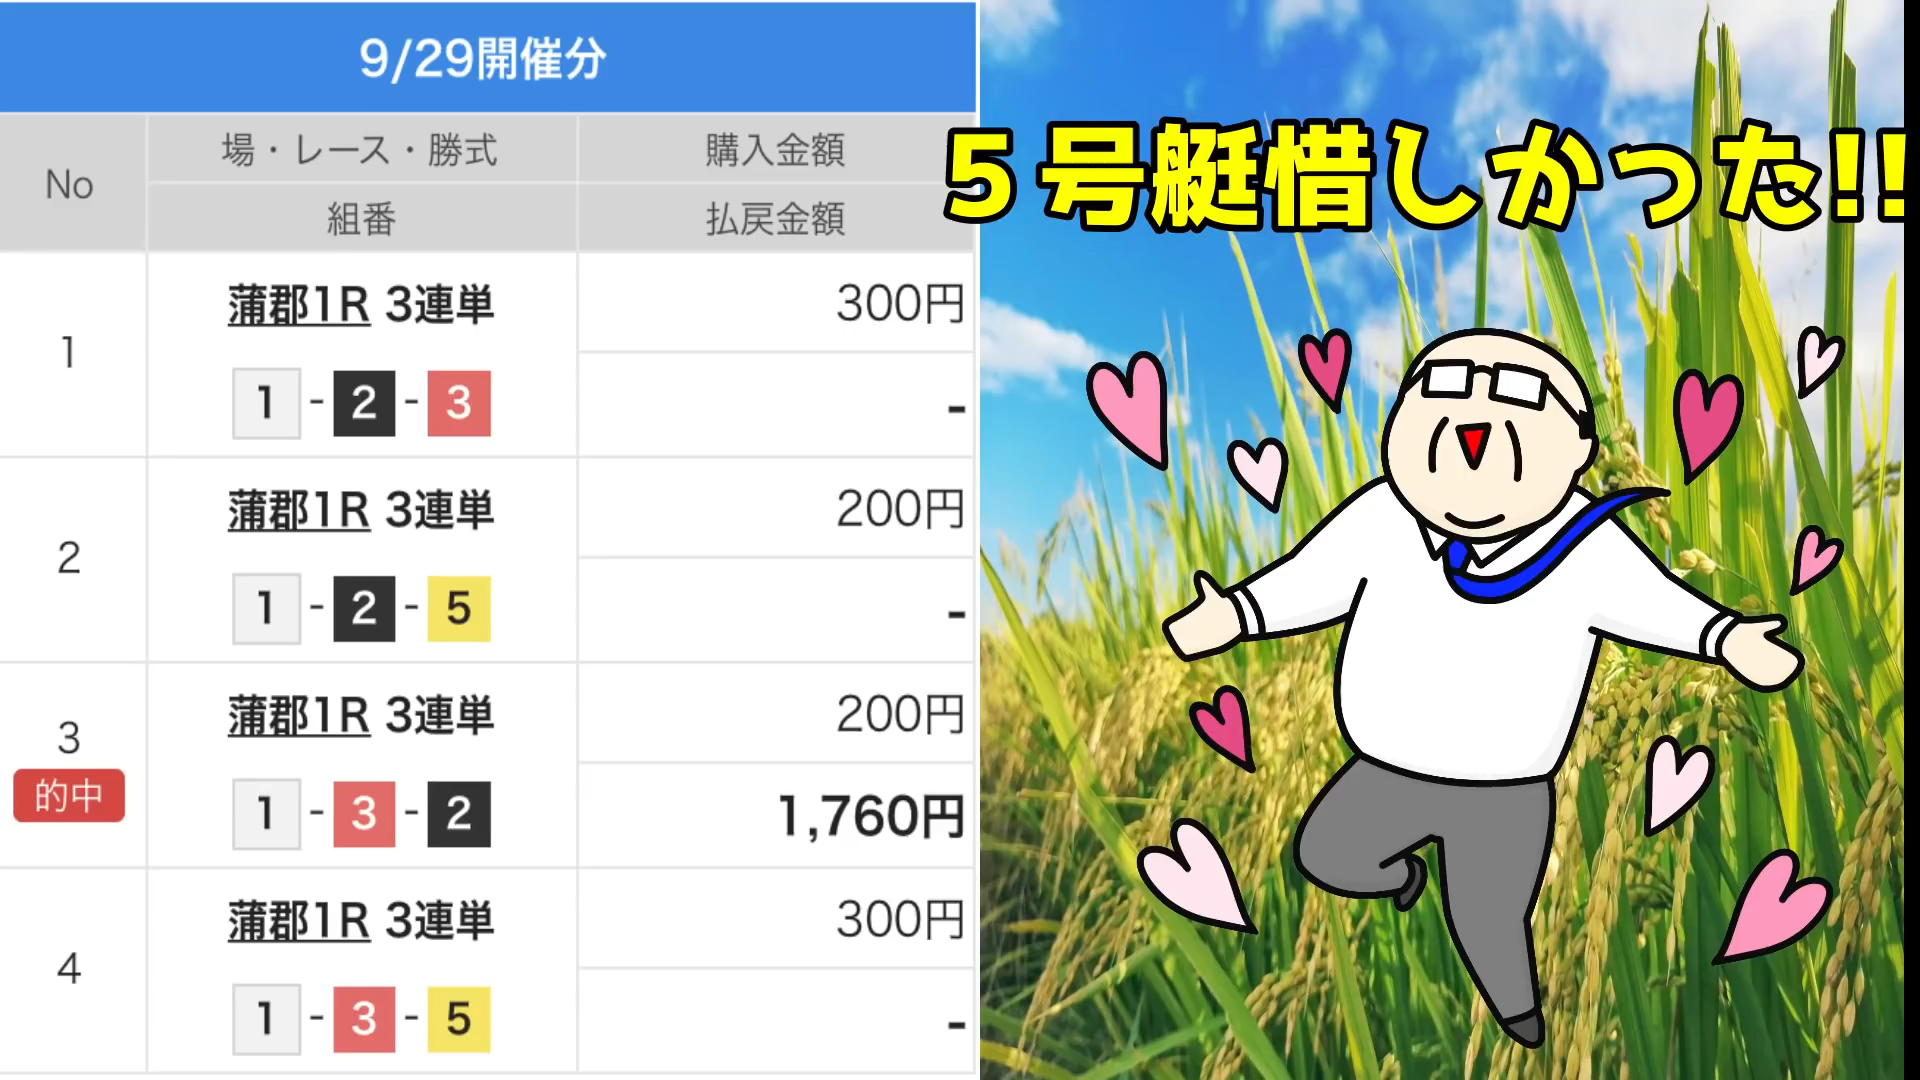 9/29開催分
No
場・レース・勝式
購入金額
組番
払戻金額
1
蒲郡1R 3連単
300円
1-2-3
-
2
蒲郡1R 3連単
200円
1-2-5
-
3
的中
蒲郡1R 3連単
200円
1-3-2
1,760円
4
蒲郡1R 3連単
300円
1-3-5
-
５号艇惜しかった!!